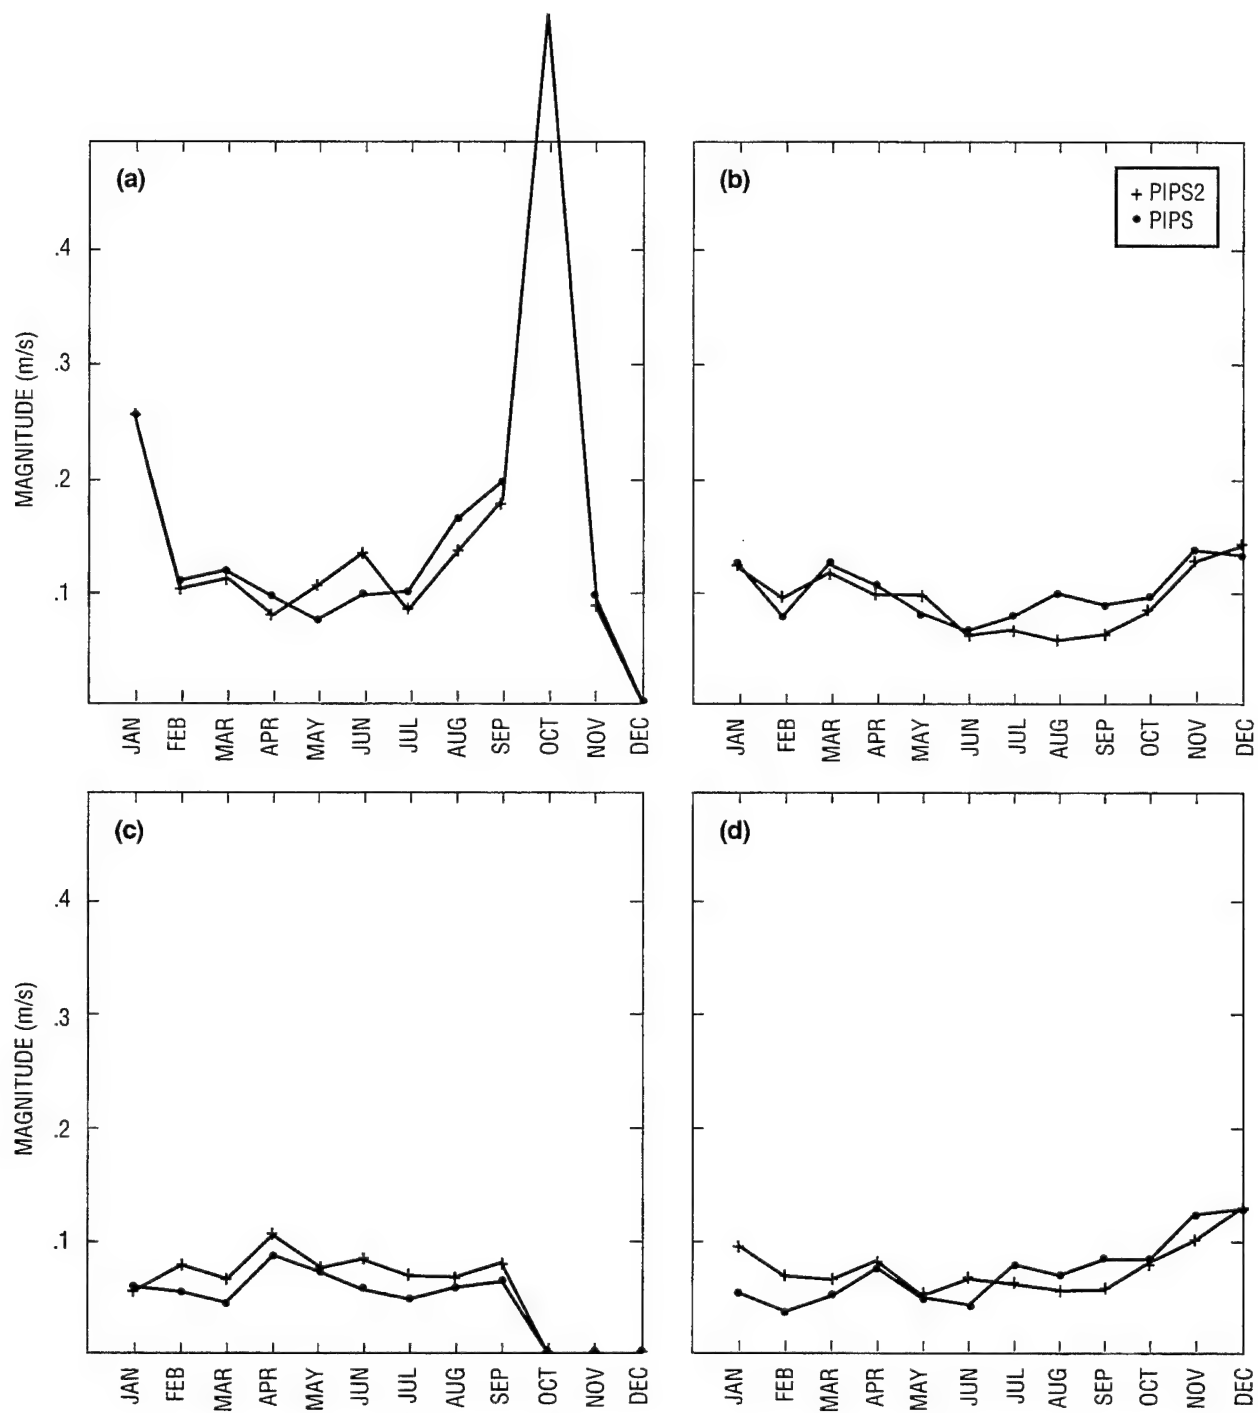 (a)
.4
.3
.2
.1
MAGNITUDE (m/s)
JAN FEB MAR APR MAY JUN JUL AUG SEP OCT NOV DEC
(b)
+ PIPS2
• PIPS
JAN FEB MAR APR MAY JUN JUL AUG SEP OCT NOV DEC
(c)
.4
.3
.2
.1
MAGNITUDE (m/s)
JAN FEB MAR APR MAY JUN JUL AUG SEP OCT NOV DEC
(d)
JAN FEB MAR APR MAY JUN JUL AUG SEP OCT NOV DEC